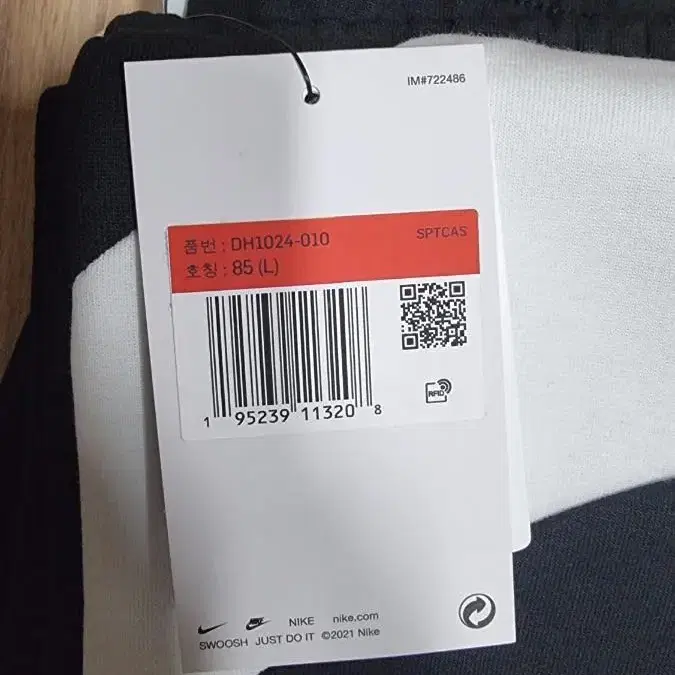 IM#722486
품번 : DH1024-010
SPTCAS
호칭 : 85 (L)
RFID
1 95239 11320 8
NIKE nike.com
SWOOSH JUST DO IT ©2021 Nike